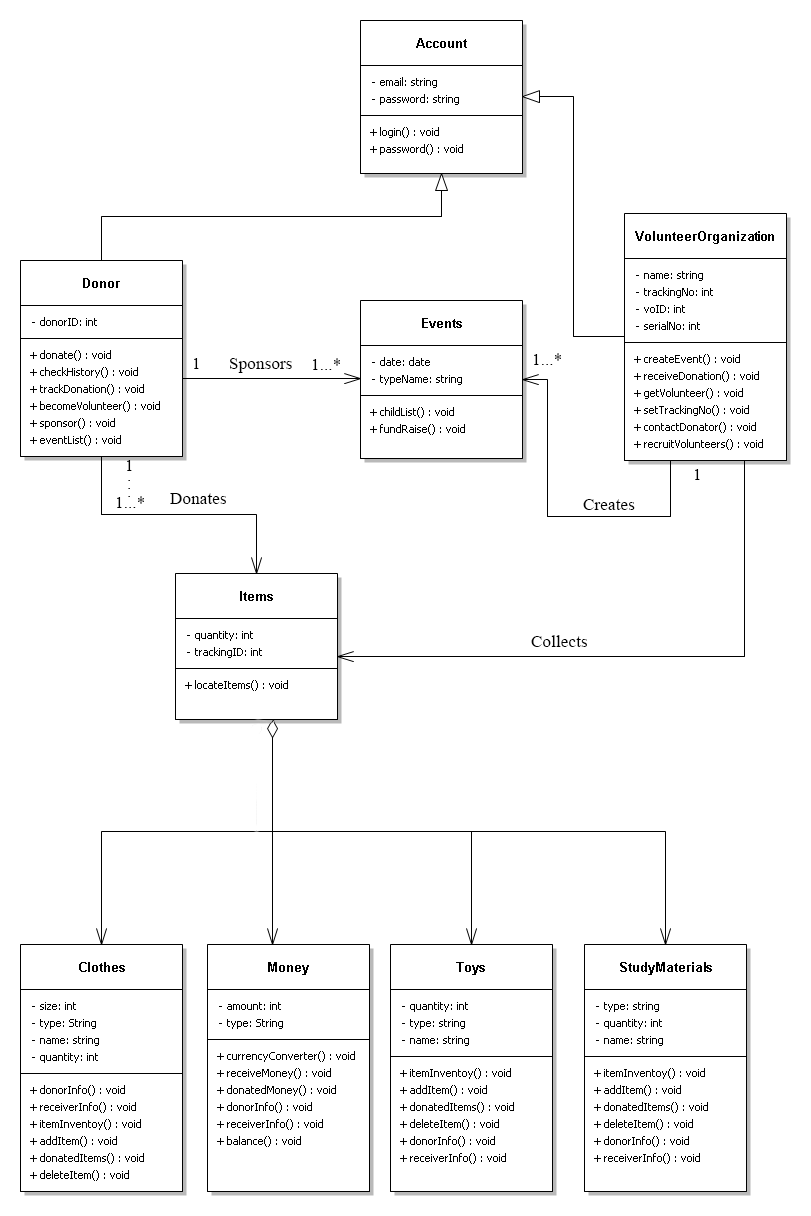 Account
- email: string
- password: string
+ login() : void
+ password() : void
VolunteerOrganization
- name: string
- trackingNo: int
- voID: int
- serialNo: int
+ createEvent() : void
+ receiveDonation() : void
+ getVolunteer() : void
+ setTrackingNo() : void
+ contactDonator() : void
+ recruitVolunteers() : void
Donor
- donorID: int
+ donate() : void
+ checkHistory() : void
+ trackDonation() : void
+ becomeVolunteer() : void
+ sponsor() : void
+ eventList() : void
1 Sponsors 1...*
Events
- date: date
- typeName: string
+ childList() : void
+ fundRaise() : void
1...*
1
1...*
Donates
1
Creates
Items
- quantity: int
- trackingID: int
+ locateItems() : void
Collects
Clothes
- size: int
- type: String
- name: string
- quantity: int
+ donorInfo() : void
+ receiverInfo() : void
+ itemInventoy() : void
+ addItem() : void
+ donatedItems() : void
+ deleteItem() : void
Money
- amount: int
- type: String
+ currencyConverter() : void
+ receiveMoney() : void
+ donatedMoney() : void
+ donorInfo() : void
+ receiverInfo() : void
+ balance() : void
Toys
- quantity: int
- type: string
- name: string
+ itemInventoy() : void
+ addItem() : void
+ donatedItems() : void
+ deleteItem() : void
+ donorInfo() : void
+ receiverInfo() : void
StudyMaterials
- type: string
- quantity: int
- name: string
+ itemInventoy() : void
+ addItem() : void
+ donatedItems() : void
+ deleteItem() : void
+ donorInfo() : void
+ receiverInfo() : void